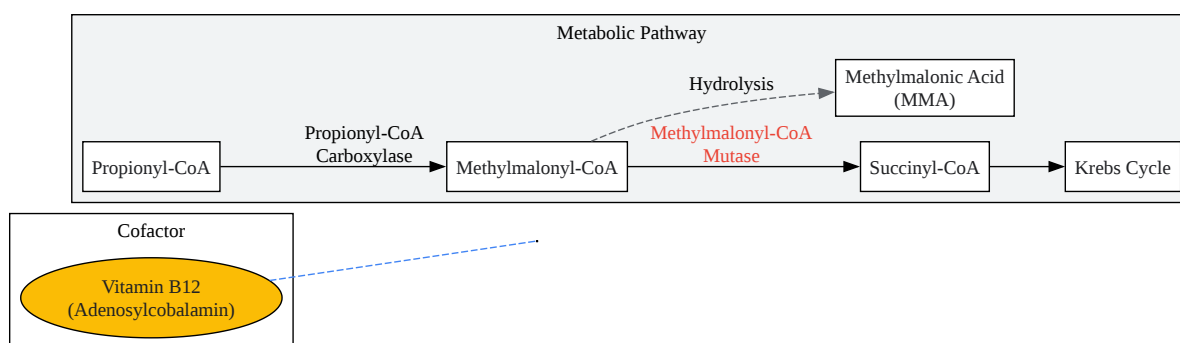 Metabolic Pathway
Hydrolysis
Methylmalonic Acid
(MMA)
Propionyl-CoA
Carboxylase
Methylmalonyl-CoA
Mutase
Propionyl-CoA
Methylmalonyl-CoA
Succinyl-CoA
Krebs Cycle
Cofactor
Vitamin B12
(Adenosylcobalamin)